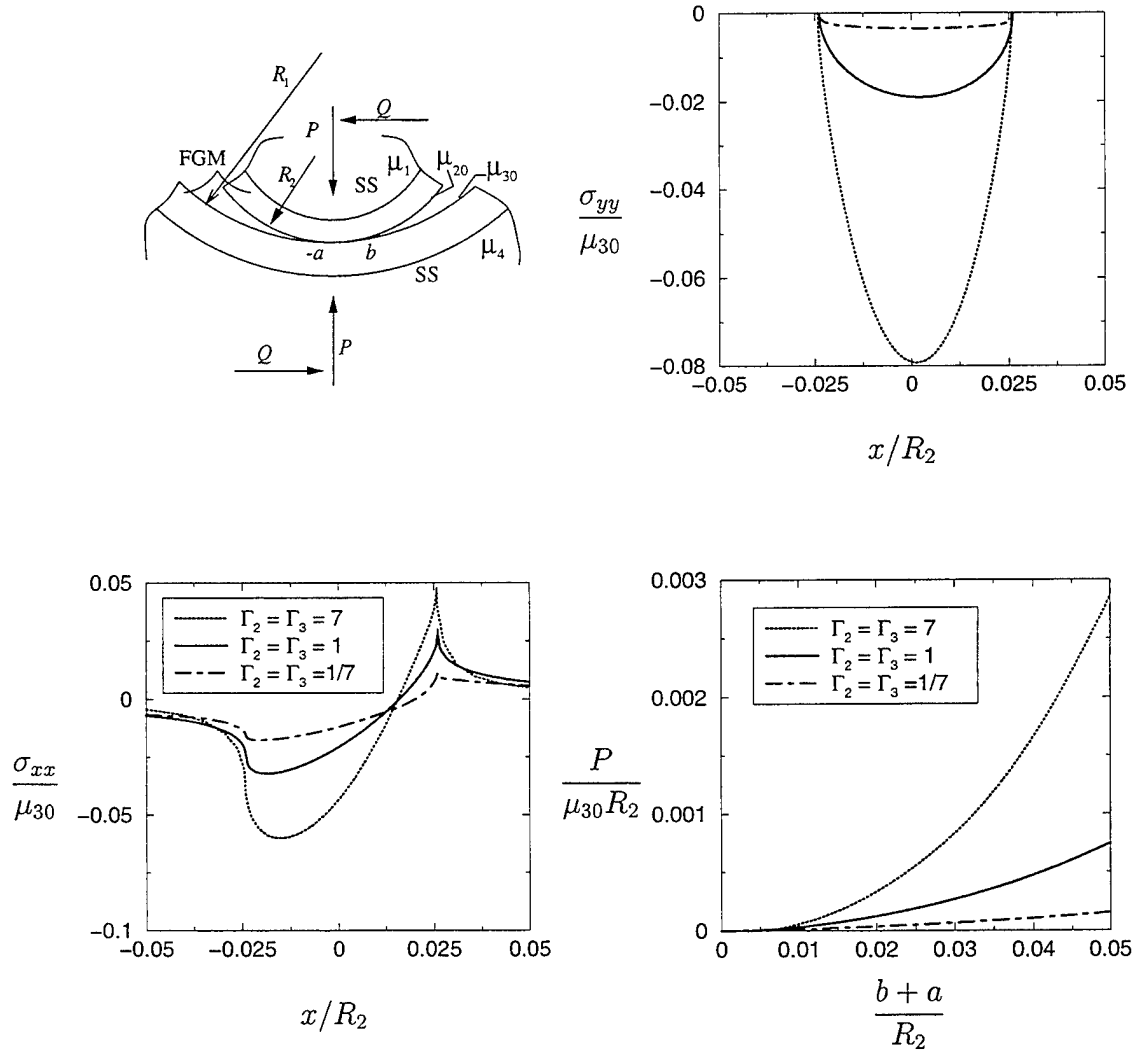 R₁
P
Q
FGM
R₂
μ₁
μ₂₀
μ₃₀
SS
-a
b
μ₄
SS
Q
P
0
−0.02
−0.04
−0.06
−0.08
σ_yy
μ₃₀
−0.05
−0.025
0
0.025
0.05
x/R₂
0.05
0
−0.05
−0.1
σ_xx
μ₃₀
Γ₂ = Γ₃ = 7
Γ₂ = Γ₃ = 1
Γ₂ = Γ₃ =1/7
−0.05
−0.025
0
0.025
0.05
x/R₂
0.003
0.002
0.001
0
P
μ₃₀R₂
Γ₂ = Γ₃ = 7
Γ₂ = Γ₃ = 1
Γ₂ = Γ₃ =1/7
0
0.01
0.02
0.03
0.04
0.05
b + a
R₂